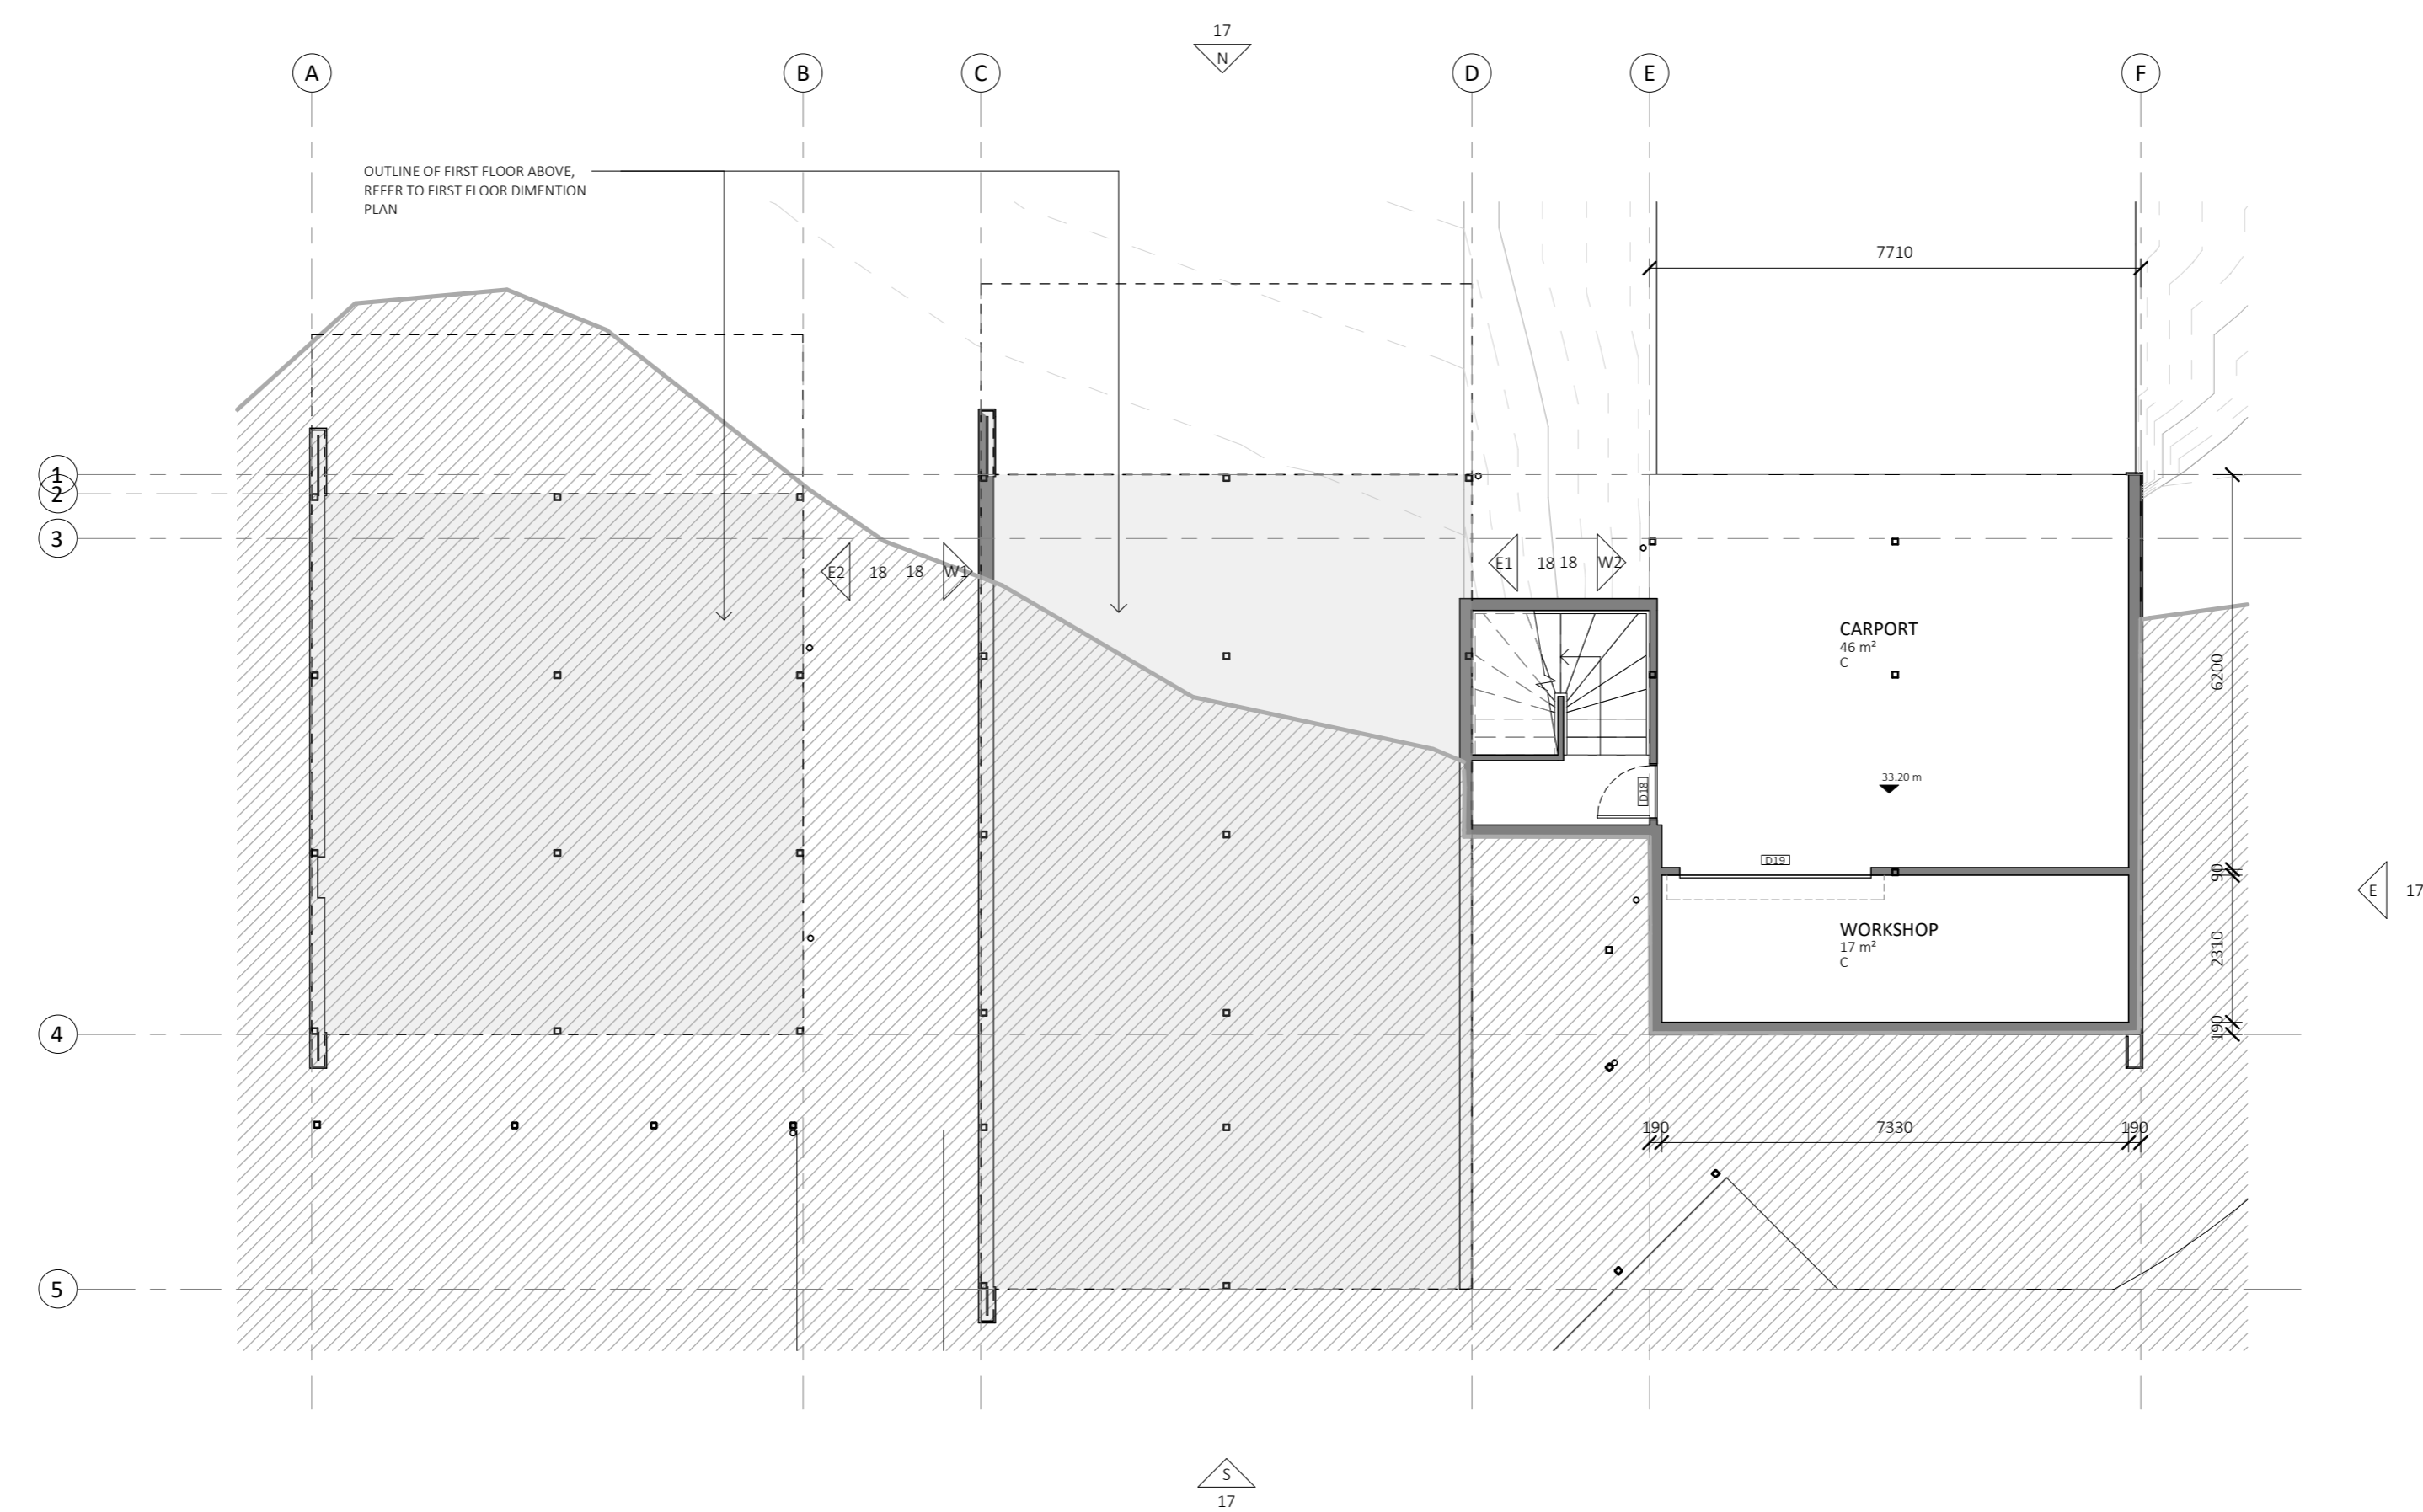 17
N
A
B
C
D
E
F
OUTLINE OF FIRST FLOOR ABOVE,
REFER TO FIRST FLOOR DIMENTION
PLAN
7710
1
2
3
E2
18
18
W1
E1
18
18
W2
CARPORT
46 m²
C
6200
33.20 m
D18
D19
90
E
17
WORKSHOP
17 m²
C
2310
190
4
190
7330
190
5
S
17